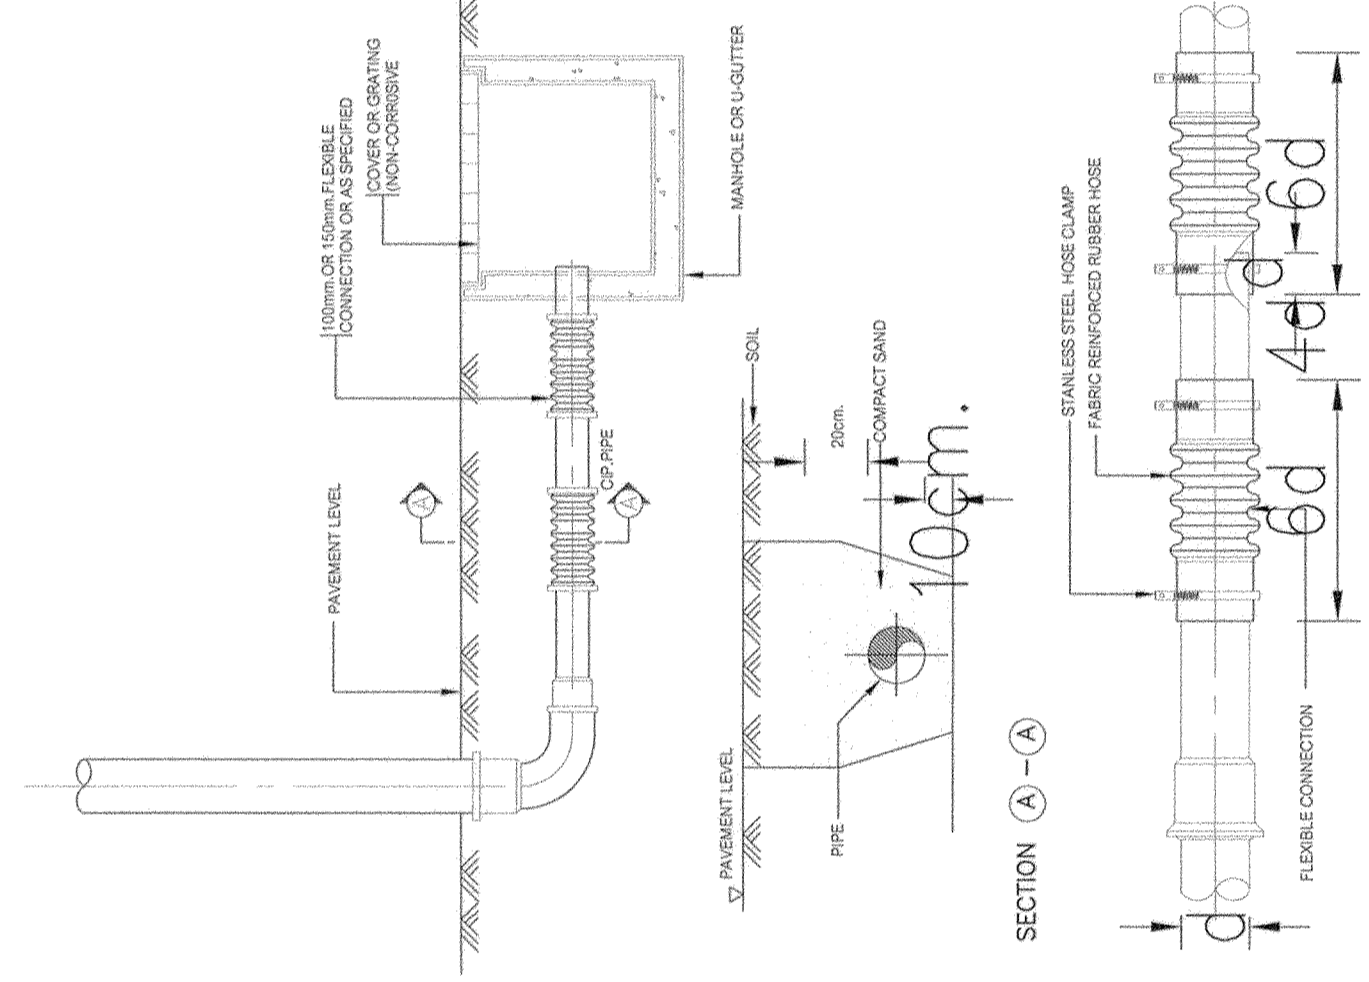 100mm.OR 150mm.FLEXIBLE
CONNECTION OR AS SPECIFIED
COVER OR GRATING
(NON-CORROSIVE
PAVEMENT LEVEL
A
A
CIP.PIPE
MANHOLE OR U-GUTTER
PAVEMENT LEVEL
SOIL
20cm.
COMPACT SAND
10cm.
PIPE
SECTION A-A
STANLESS STEEL HOSE CLAMP
FABRIC REINFORCED RUBBER HOSE
d
6d
4d
d
6d
FLEXIBLE CONNECTION